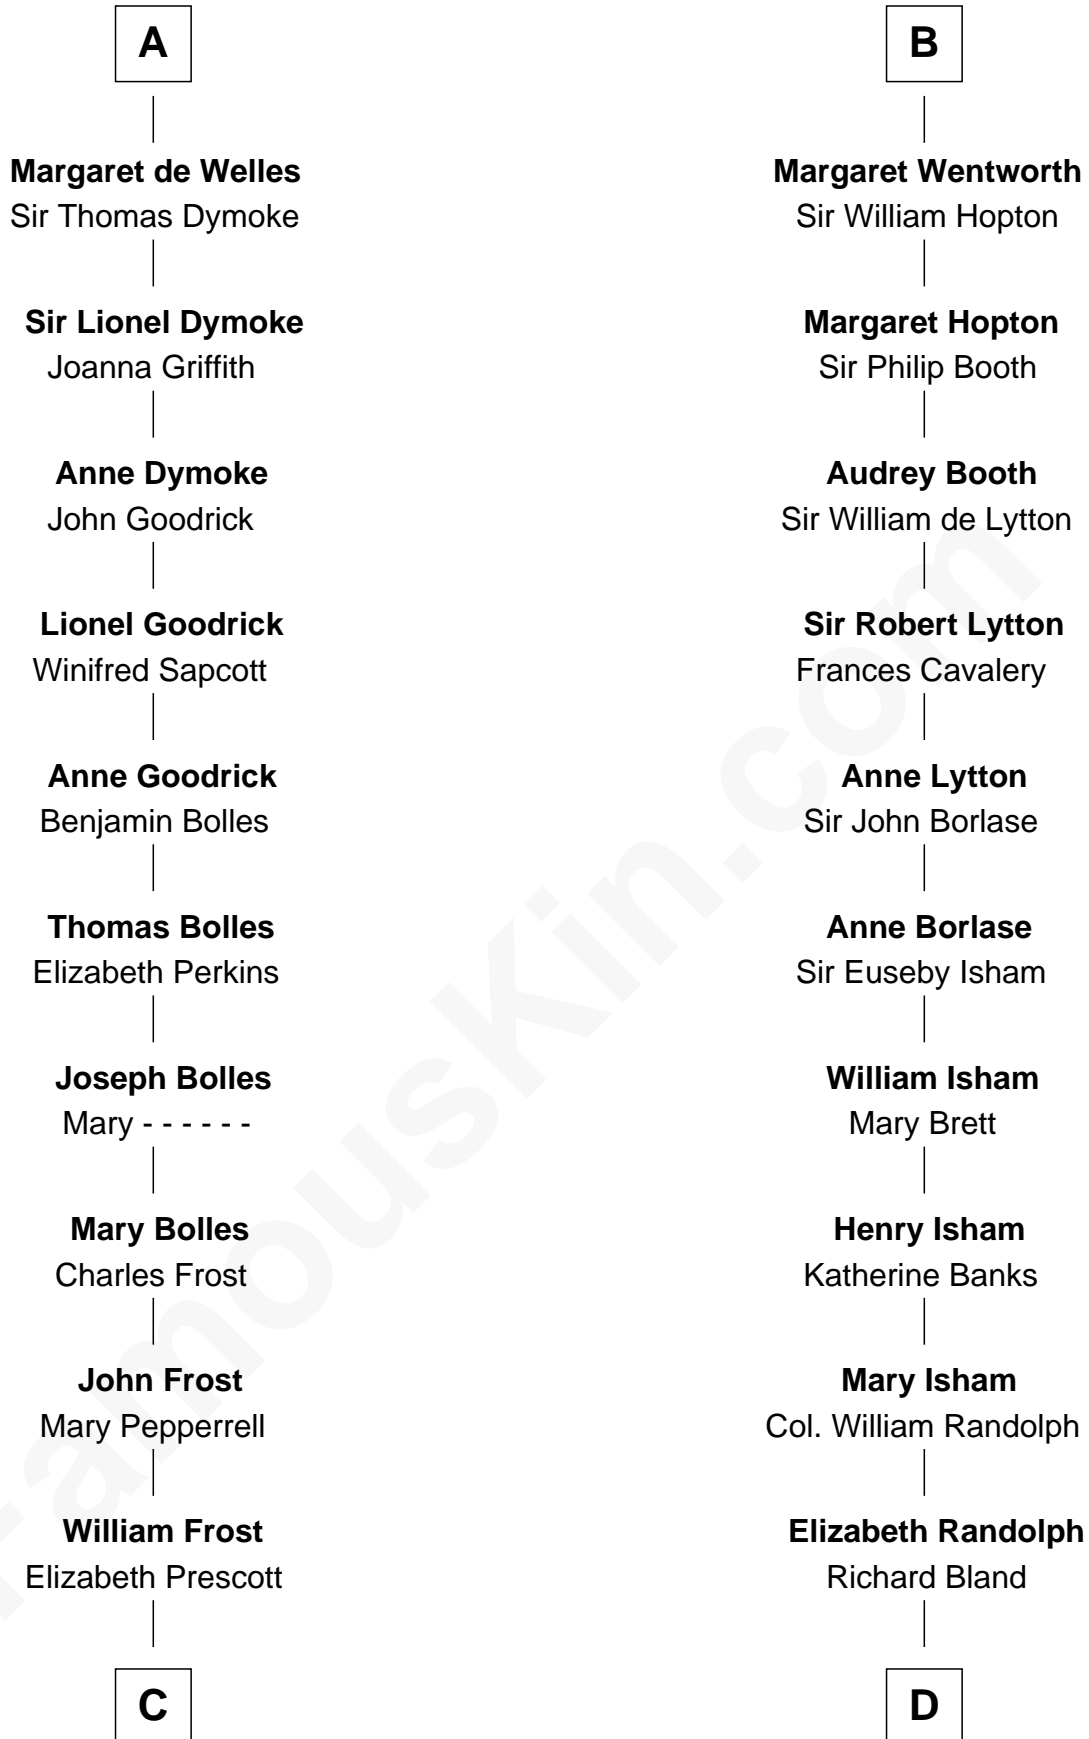 A
Margaret de Welles
Sir Thomas Dymoke
Sir Lionel Dymoke
Joanna Griffith
Anne Dymoke
John Goodrick
Lionel Goodrick
Winifred Sapcott
Anne Goodrick
Benjamin Bolles
Thomas Bolles
Elizabeth Perkins
Joseph Bolles
Mary - - - - - -
Mary Bolles
Charles Frost
John Frost
Mary Pepperrell
William Frost
Elizabeth Prescott
C
B
Margaret Wentworth
Sir William Hopton
Margaret Hopton
Sir Philip Booth
Audrey Booth
Sir William de Lytton
Sir Robert Lytton
Frances Cavalery
Anne Lytton
Sir John Borlase
Anne Borlase
Sir Euseby Isham
William Isham
Mary Brett
Henry Isham
Katherine Banks
Mary Isham
Col. William Randolph
Elizabeth Randolph
Richard Bland
D
FamousKin.com